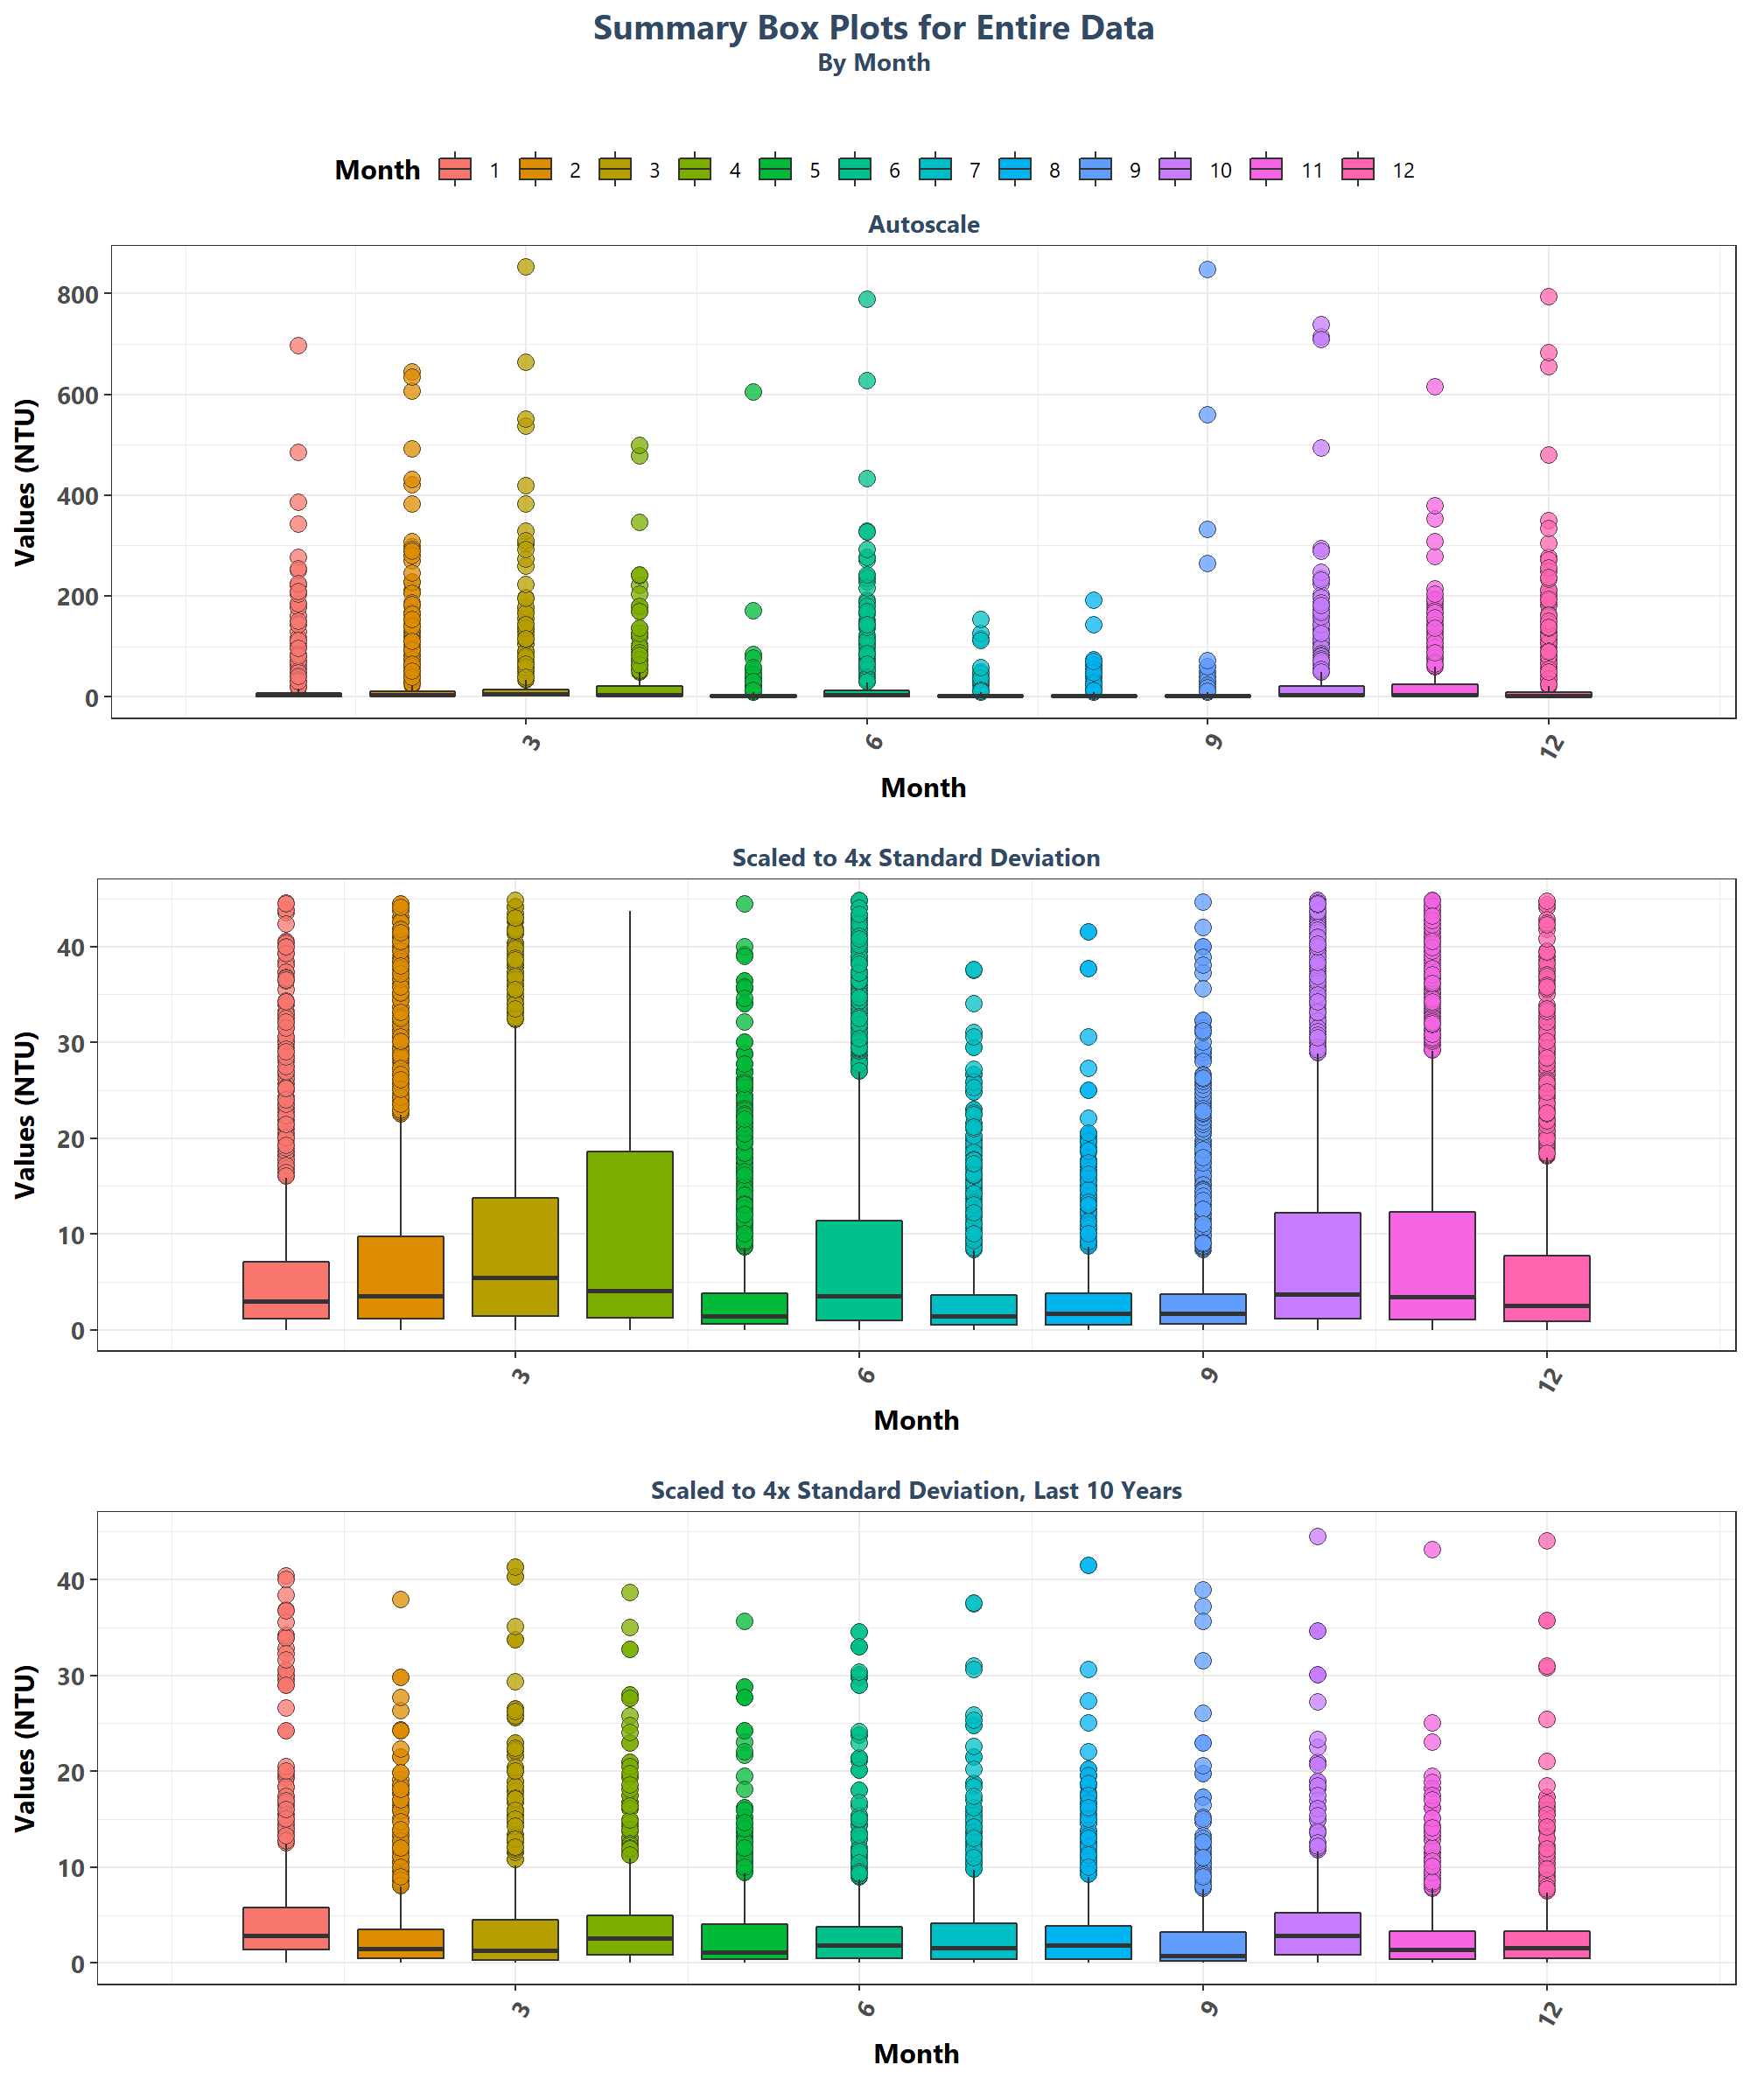 Summary Box Plots for Entire Data
By Month
Month 1 2 3 4 5 6 7 8 9 10 11 12
Autoscale
Values (NTU)
800
600
400
200
0
3 6 9 12
Month
Scaled to 4x Standard Deviation
Values (NTU)
40
30
20
10
0
3 6 9 12
Month
Scaled to 4x Standard Deviation, Last 10 Years
Values (NTU)
40
30
20
10
0
3 6 9 12
Month